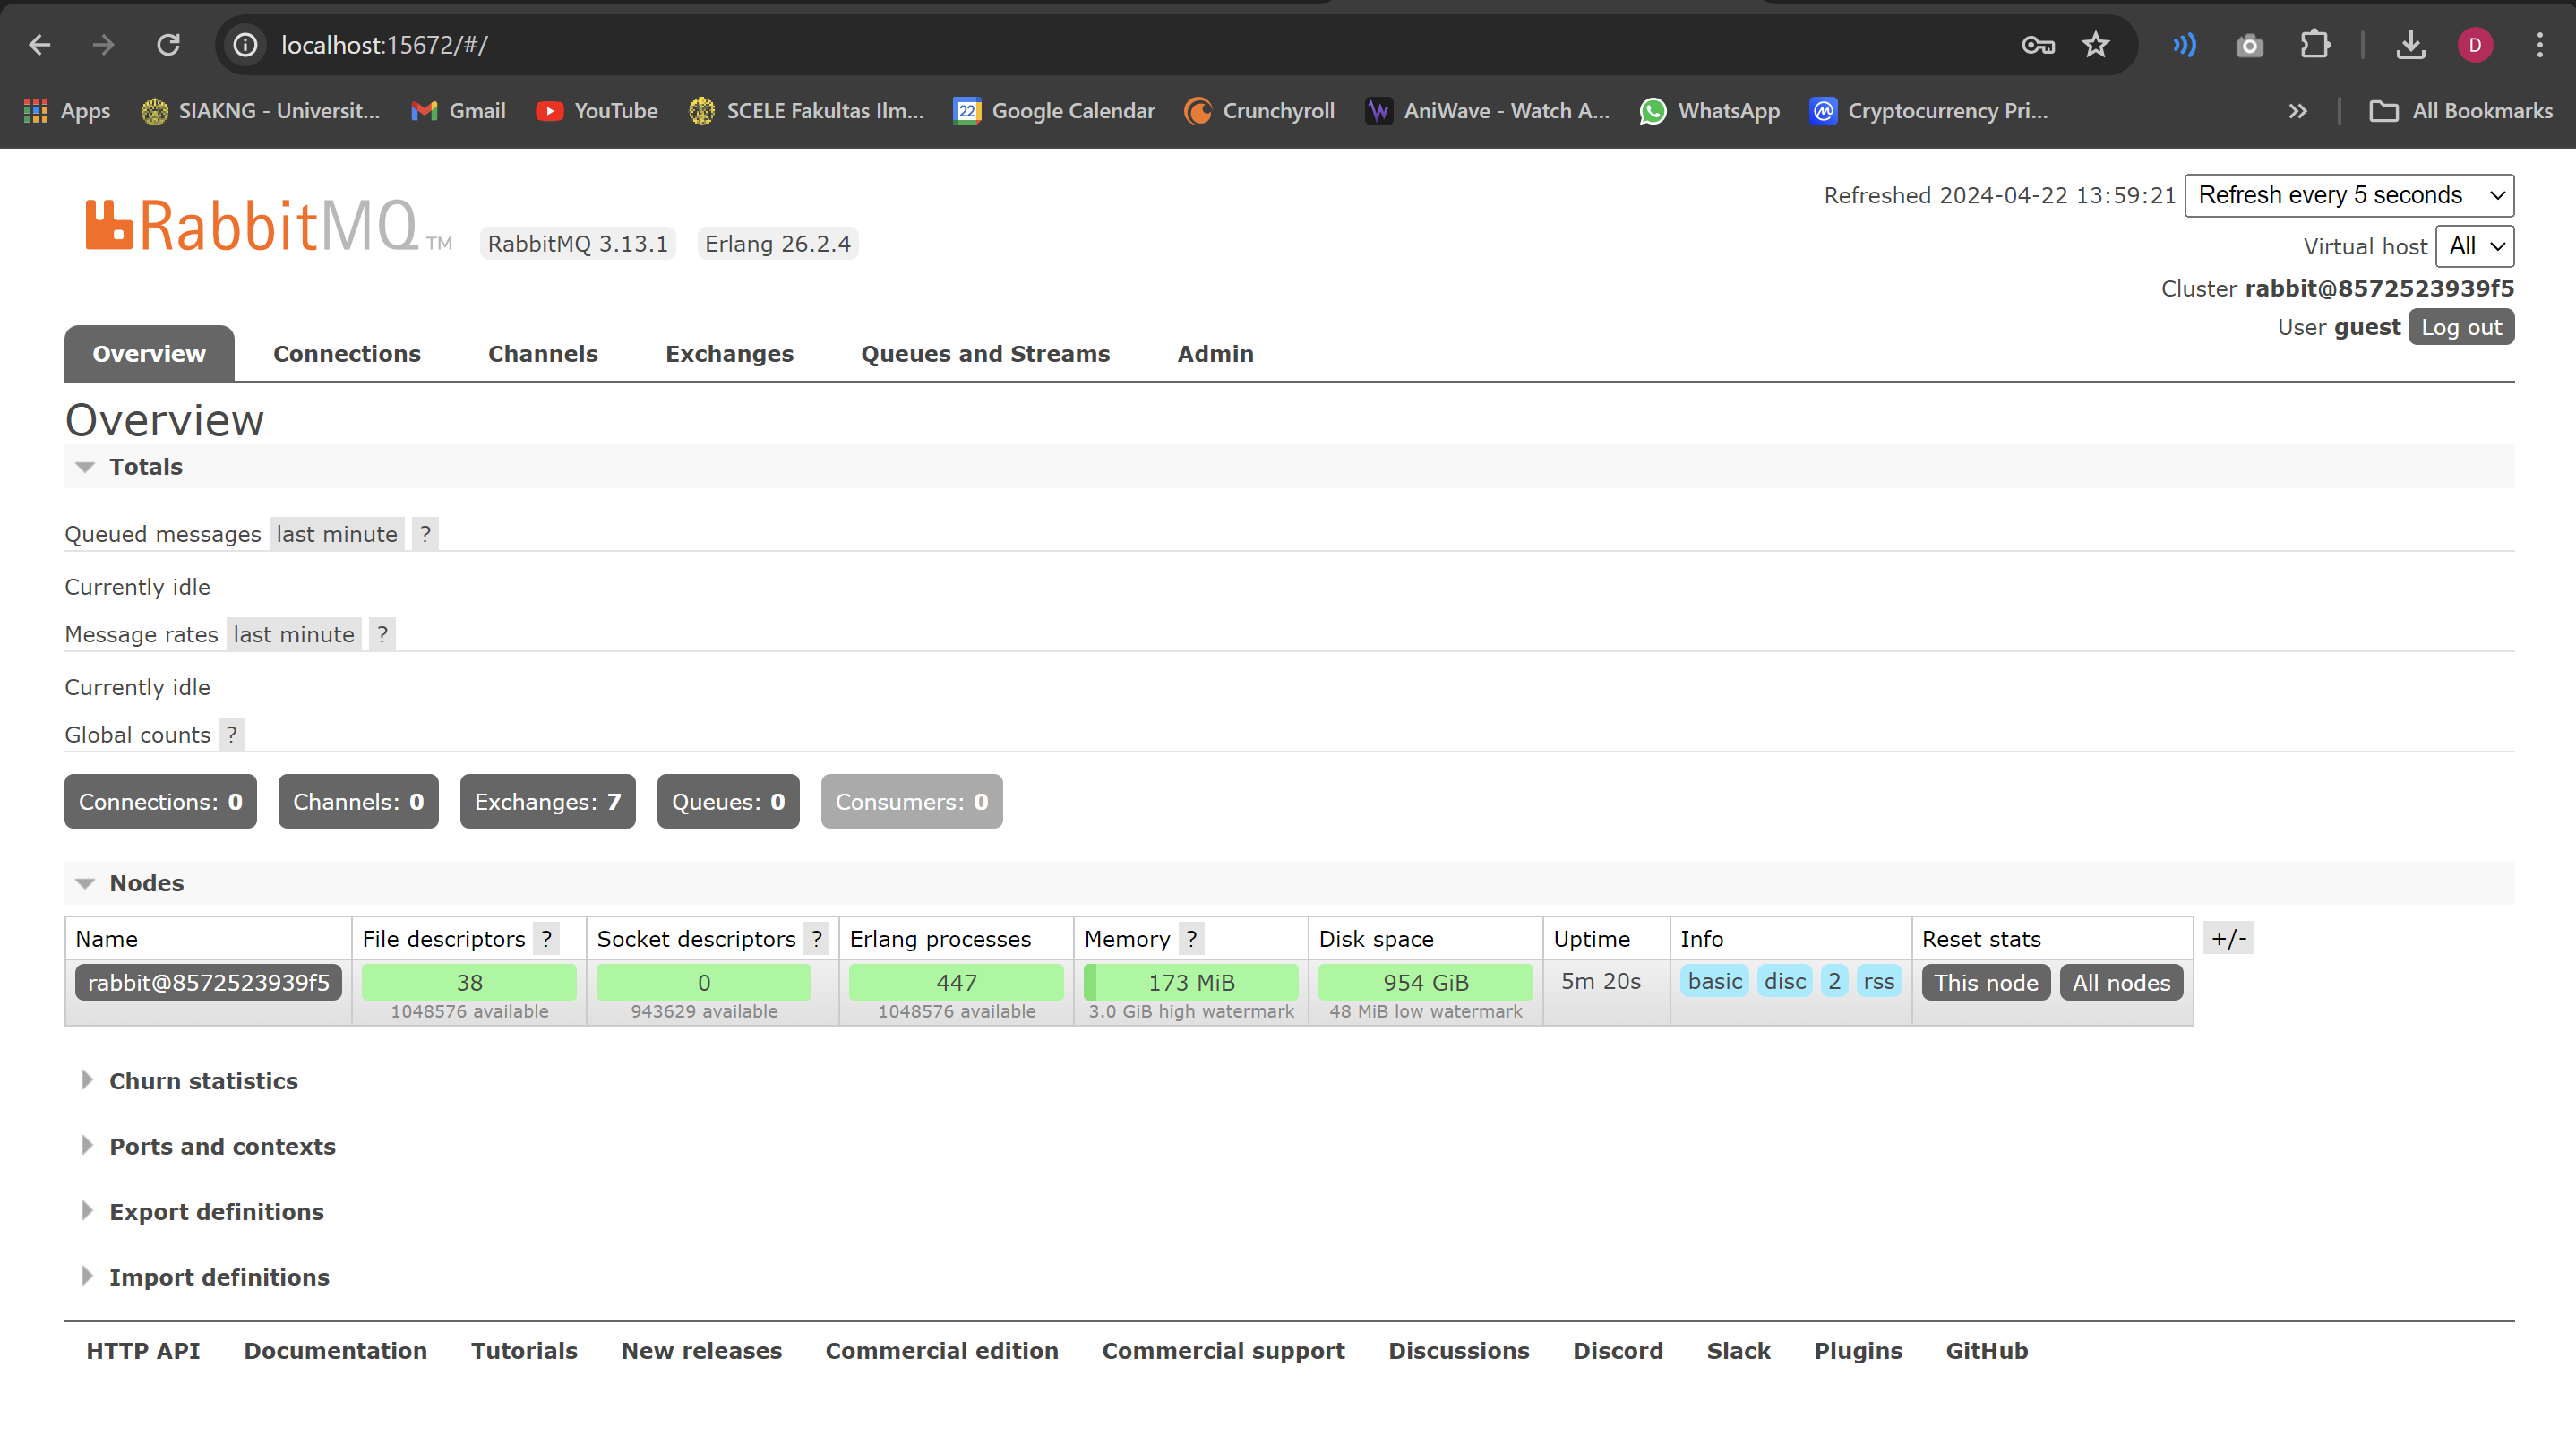 localhost:15672/#/
D
Apps SIAKNG - Universit... Gmail YouTube SCELE Fakultas Ilm... 22 Google Calendar Crunchyroll AniWave - Watch A... WhatsApp Cryptocurrency Pri... All Bookmarks
RabbitMQ TM RabbitMQ 3.13.1 Erlang 26.2.4
Refreshed 2024-04-22 13:59:21 Refresh every 5 seconds
Virtual host All
Cluster rabbit@8572523939f5
User guest Log out
Overview Connections Channels Exchanges Queues and Streams Admin
Overview
Totals
Queued messages last minute ?
Currently idle
Message rates last minute ?
Currently idle
Global counts ?
Connections: 0 Channels: 0 Exchanges: 7 Queues: 0 Consumers: 0
Nodes
Name File descriptors ? Socket descriptors ? Erlang processes Memory ? Disk space Uptime Info Reset stats +/-
rabbit@8572523939f5 38 0 447 173 MiB 954 GiB 5m 20s basic disc 2 rss This node All nodes
1048576 available 943629 available 1048576 available 3.0 GiB high watermark 48 MiB low watermark
Churn statistics
Ports and contexts
Export definitions
Import definitions
HTTP API Documentation Tutorials New releases Commercial edition Commercial support Discussions Discord Slack Plugins GitHub